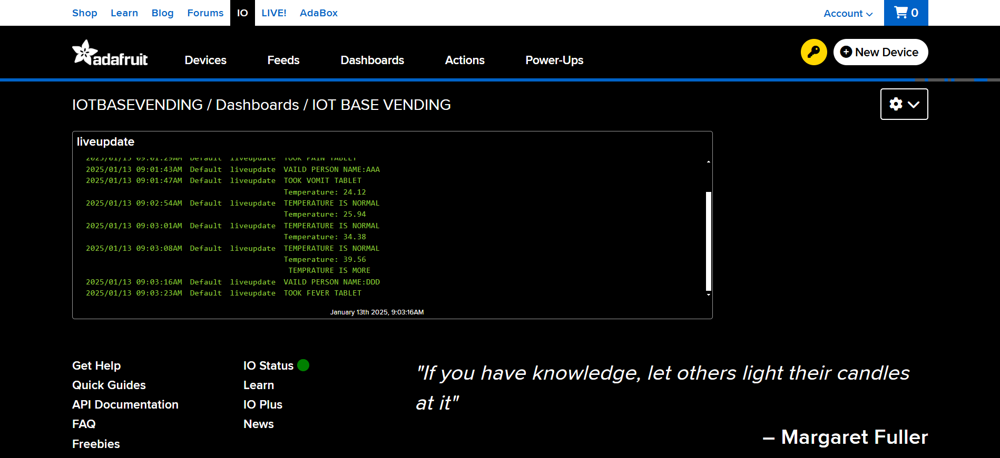 Shop Learn Blog Forums IO LIVE! AdaBox Account 0
adafruit Devices Feeds Dashboards Actions Power-Ups New Device
IOTBASEVENDING / Dashboards / IOT BASE VENDING
liveupdate
2025/01/13 09:01:29AM Default liveupdate TOOK PAIN TABLET
2025/01/13 09:01:43AM Default liveupdate VAILD PERSON NAME:AAA
2025/01/13 09:01:47AM Default liveupdate TOOK VOMIT TABLET
Temperature: 24.12
2025/01/13 09:02:54AM Default liveupdate TEMPERATURE IS NORMAL
Temperature: 25.94
2025/01/13 09:03:01AM Default liveupdate TEMPERATURE IS NORMAL
Temperature: 34.38
2025/01/13 09:03:08AM Default liveupdate TEMPERATURE IS NORMAL
Temperature: 39.56
TEMPRATURE IS MORE
2025/01/13 09:03:16AM Default liveupdate VAILD PERSON NAME:DDD
2025/01/13 09:03:23AM Default liveupdate TOOK FEVER TABLET
January 13th 2025, 9:03:16AM
Get Help
Quick Guides
API Documentation
FAQ
Freebies
IO Status
Learn
IO Plus
News
"If you have knowledge, let others light their candles
at it"
– Margaret Fuller